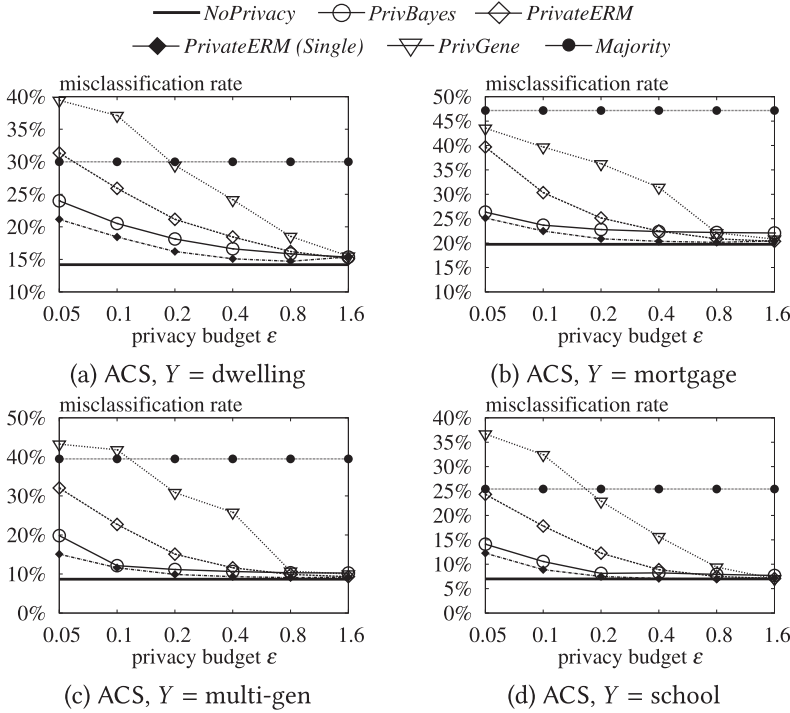 NoPrivacy PrivBayes PrivateERM
PrivateERM (Single) PrivGene Majority
misclassification rate
40%
35%
30%
25%
20%
15%
10%
0.05 0.1 0.2 0.4 0.8 1.6
privacy budget ε
(a) ACS, Y = dwelling
misclassification rate
50%
45%
40%
35%
30%
25%
20%
15%
10%
0.05 0.1 0.2 0.4 0.8 1.6
privacy budget ε
(b) ACS, Y = mortgage
misclassification rate
50%
40%
30%
20%
10%
0%
0.05 0.1 0.2 0.4 0.8 1.6
privacy budget ε
(c) ACS, Y = multi-gen
misclassification rate
40%
35%
30%
25%
20%
15%
10%
5%
0%
0.05 0.1 0.2 0.4 0.8 1.6
privacy budget ε
(d) ACS, Y = school